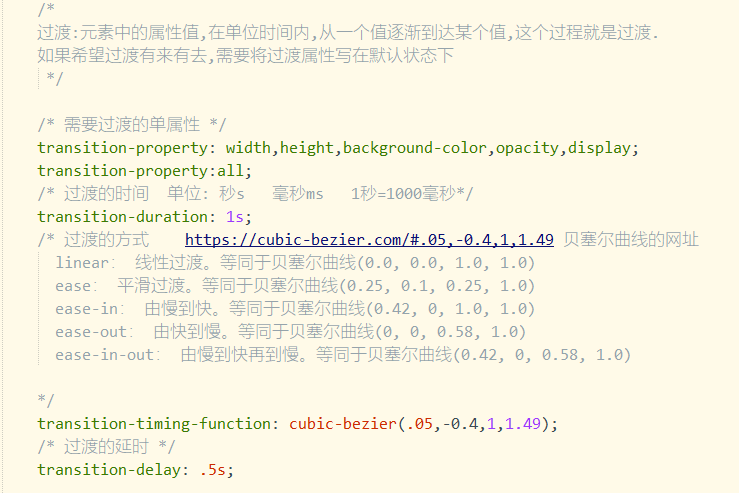 /*
过渡:元素中的属性值,在单位时间内,从一个值逐渐到达某个值,这个过程就是过渡.
如果希望过渡有来有去,需要将过渡属性写在默认状态下
*/
/* 需要过渡的单属性 */
transition-property: width,height,background-color,opacity,display;
transition-property:all;
/* 过渡的时间  单位: 秒s   毫秒ms   1秒=1000毫秒*/
transition-duration: 1s;
/* 过渡的方式    https://cubic-bezier.com/#.05,-0.4,1,1.49 贝塞尔曲线的网址
linear:  线性过渡。等同于贝塞尔曲线(0.0, 0.0, 1.0, 1.0)
ease:  平滑过渡。等同于贝塞尔曲线(0.25, 0.1, 0.25, 1.0)
ease-in:  由慢到快。等同于贝塞尔曲线(0.42, 0, 1.0, 1.0)
ease-out:  由快到慢。等同于贝塞尔曲线(0, 0, 0.58, 1.0)
ease-in-out:  由慢到快再到慢。等同于贝塞尔曲线(0.42, 0, 0.58, 1.0)
*/
transition-timing-function: cubic-bezier(.05,-0.4,1,1.49);
/* 过渡的延时 */
transition-delay: .5s;